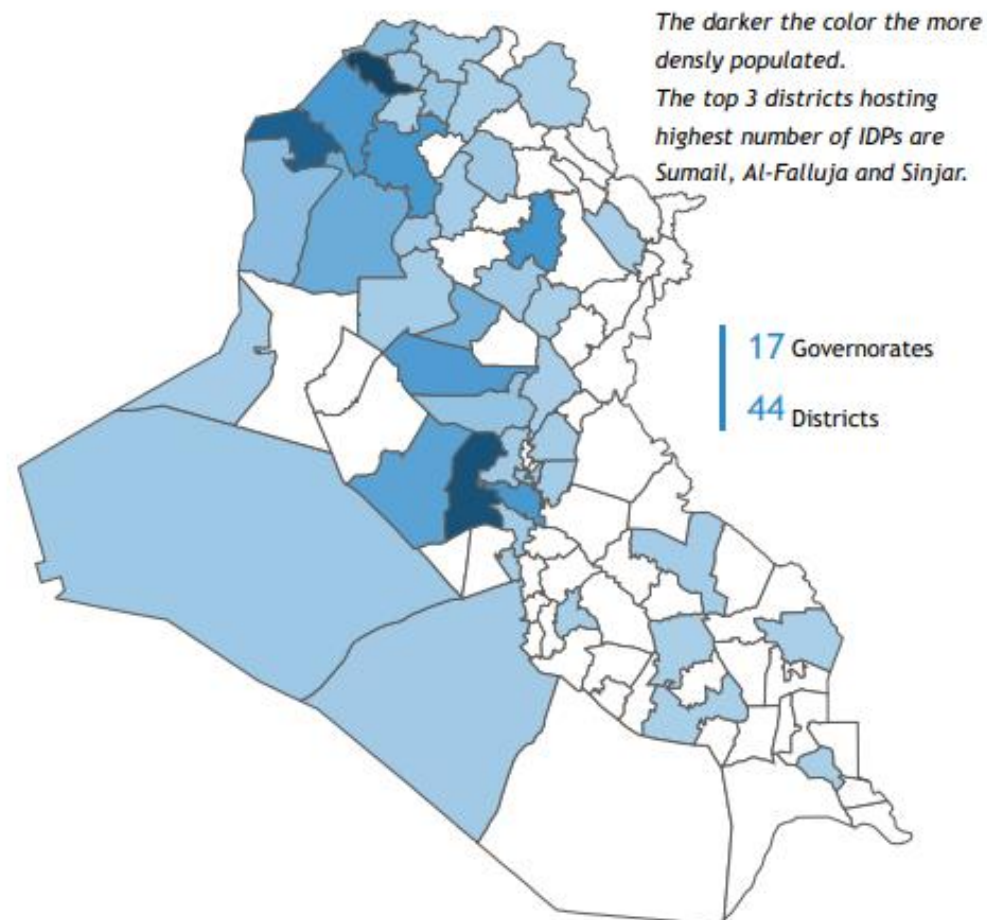 The darker the color the more
densly populated.
The top 3 districts hosting
highest number of IDPs are
Sumail, Al-Falluja and Sinjar.
17 Governorates
44 Districts